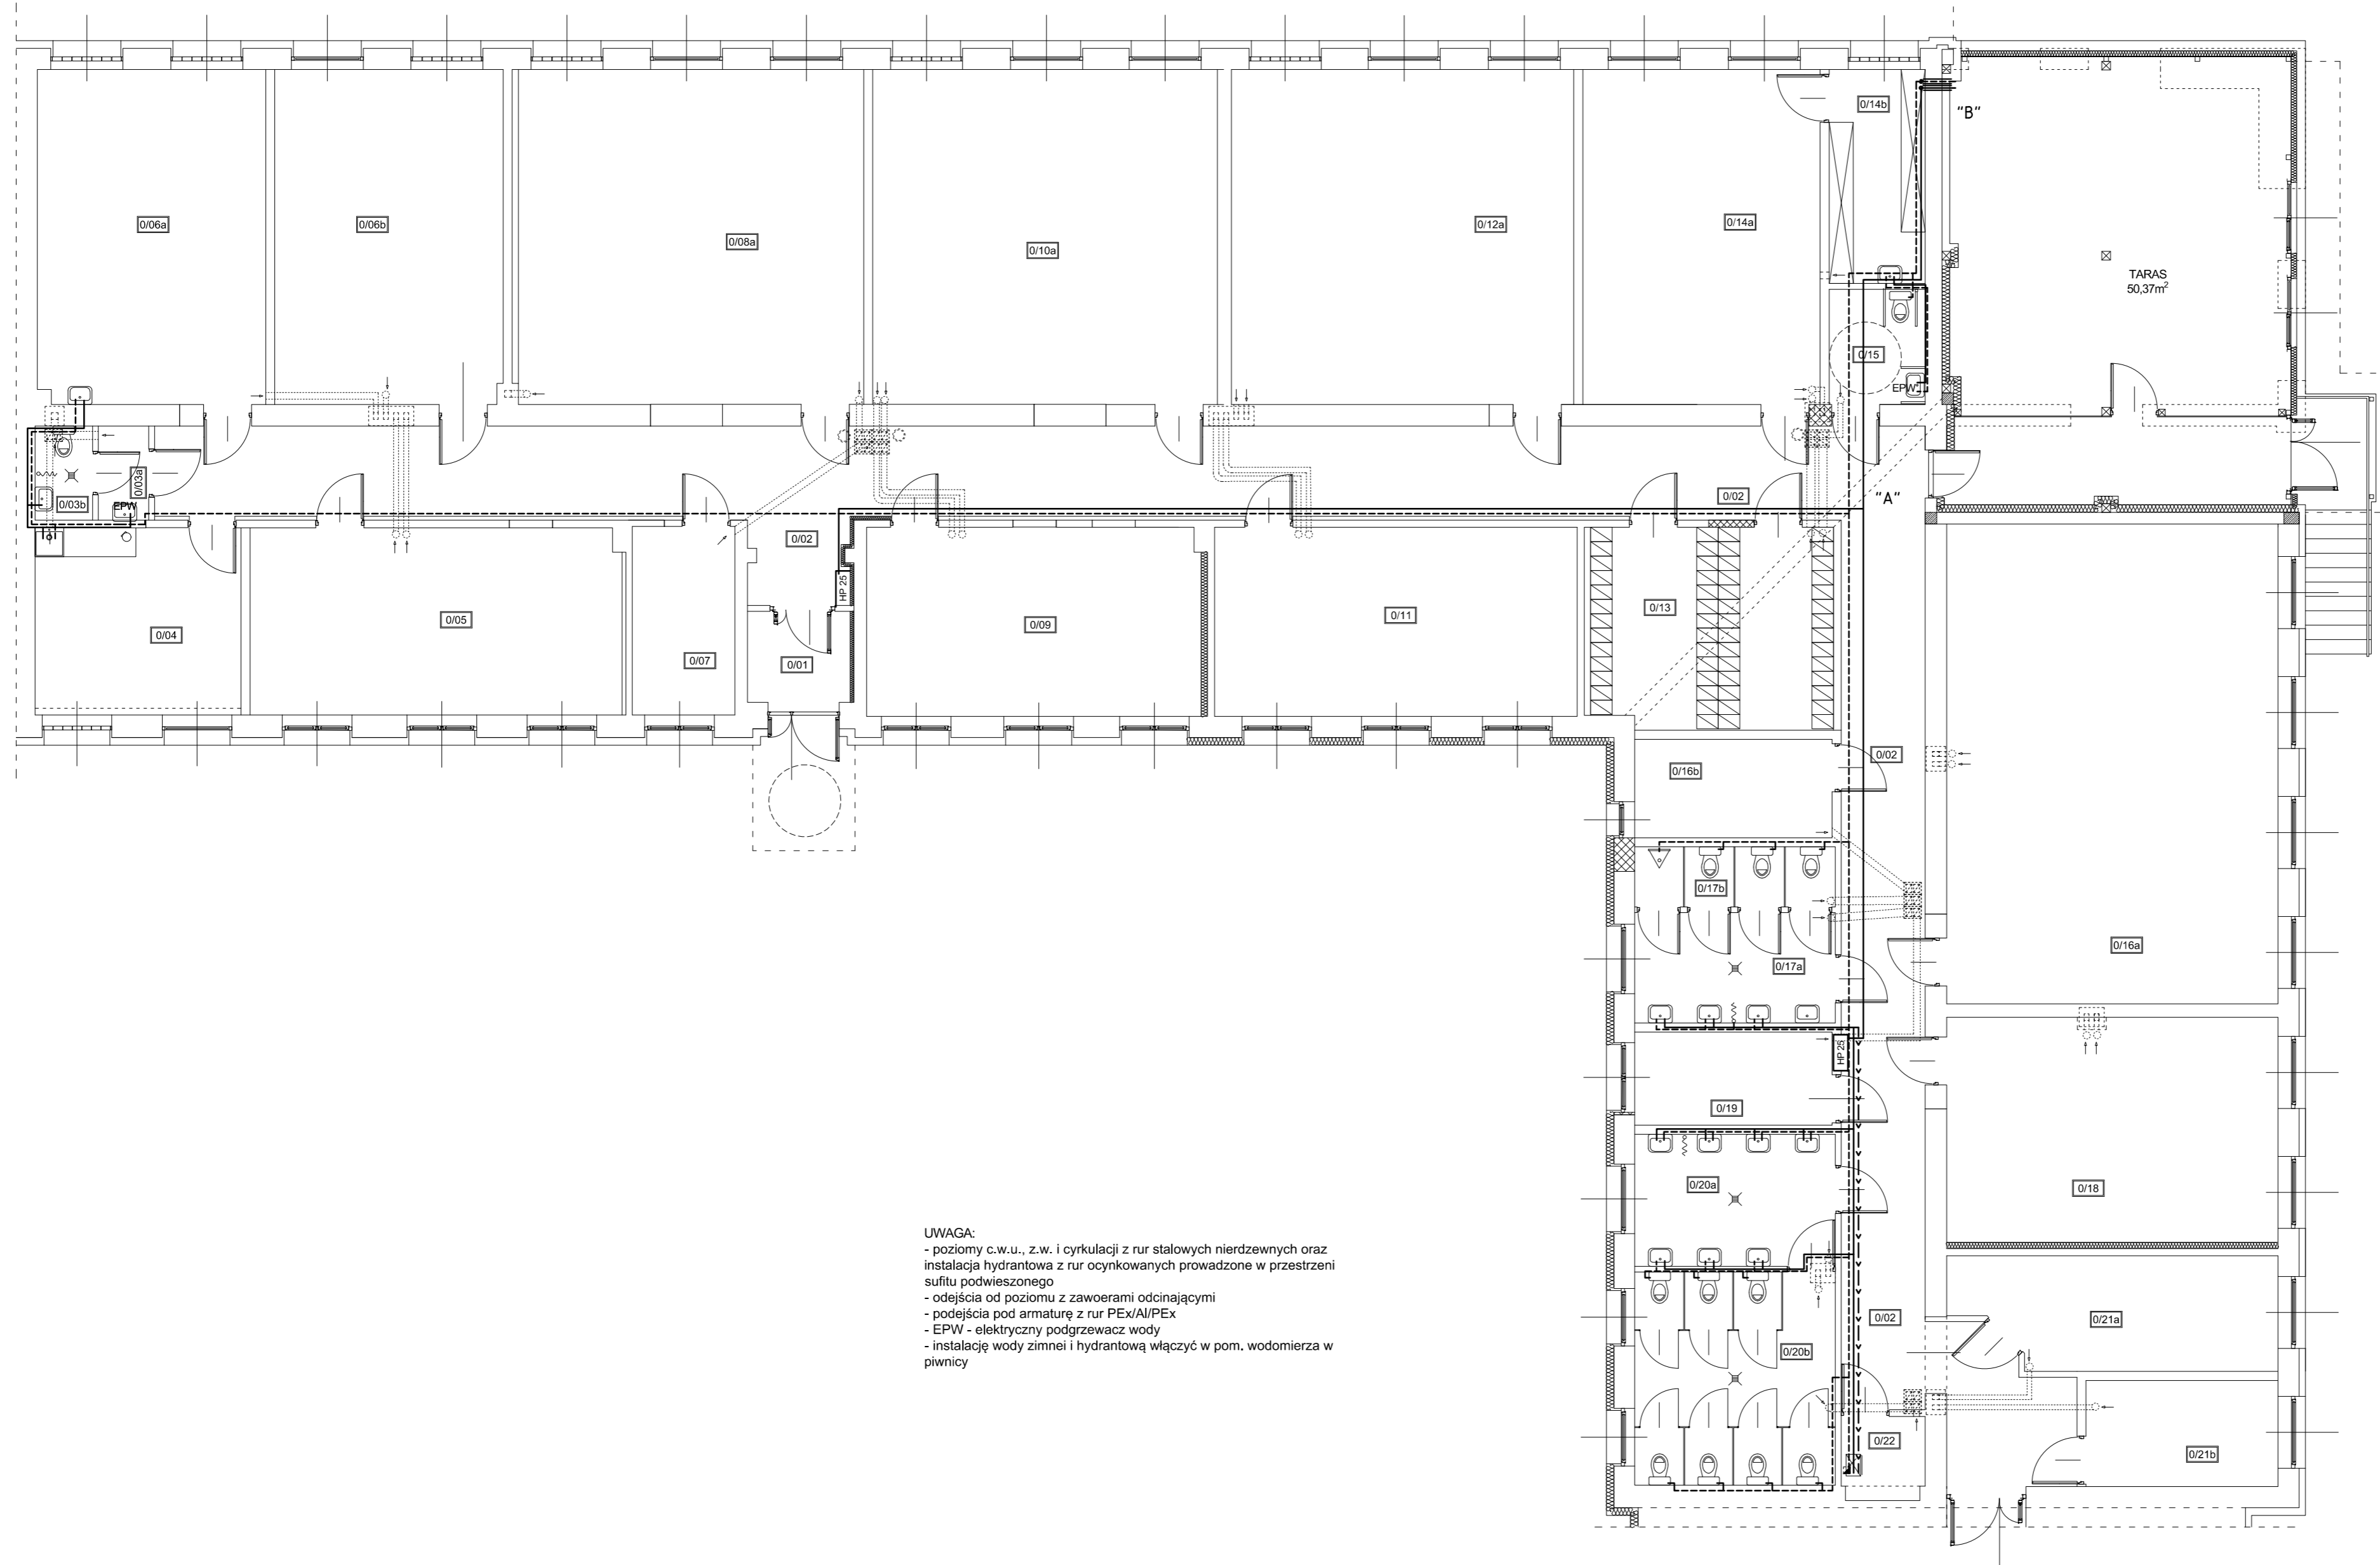 0/14b
"B"
0/06a
0/06b
0/08a
0/10a
0/12a
0/14a
TARAS
50,37m²
0/15
EPW
0/03a
0/03b
EPW
0/02
"A"
0/02
HP 25
0/04
0/05
0/07
0/01
0/09
0/11
0/13
0/02
0/16b
0/17b
0/16a
0/17a
HP 25
0/19
0/20a
0/18
UWAGA:
- poziomy c.w.u., z.w. i cyrkulacji z rur stalowych nierdzewnych oraz
instalacja hydrantowa z rur ocynkowanych prowadzone w przestrzeni
sufitu podwieszonego
- odejścia od poziomu z zawoerami odcinającymi
- podejścia pod armaturę z rur PEx/Al/PEx
- EPW - elektryczny podgrzewacz wody
- instalację wody zimnei i hydrantową włączyć w pom. wodomierza w
piwnicy
0/02
0/21a
0/20b
0/22
0/21b